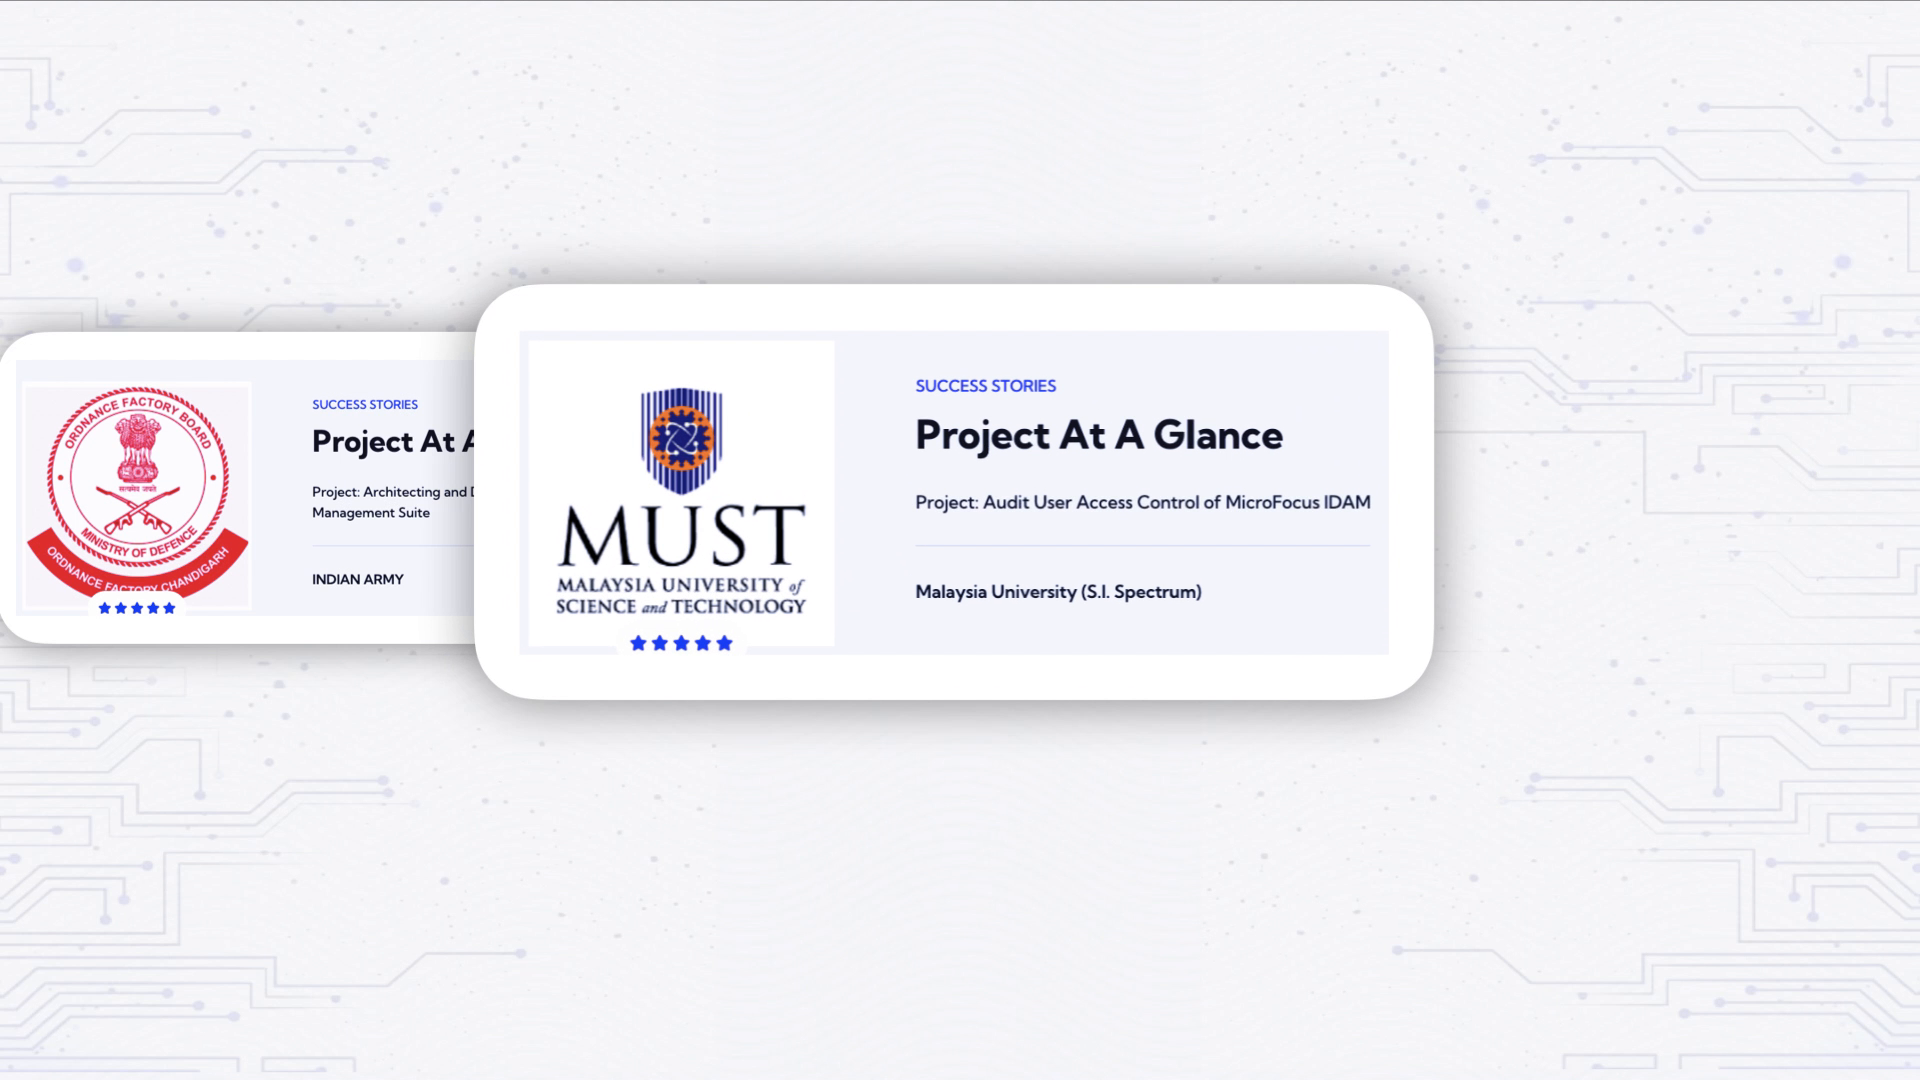 ORDNANCE FACTORY BOARD
सत्यमेव जयते
MINISTRY OF DEFENCE
ORDNANCE FACTORY CHANDIGARH
SUCCESS STORIES
Project At A
Project: Architecting and
Management Suite
INDIAN ARMY
MUST
MALAYSIA UNIVERSITY of
SCIENCE and TECHNOLOGY
SUCCESS STORIES
Project At A Glance
Project: Audit User Access Control of MicroFocus IDAM
Malaysia University (S.I. Spectrum)